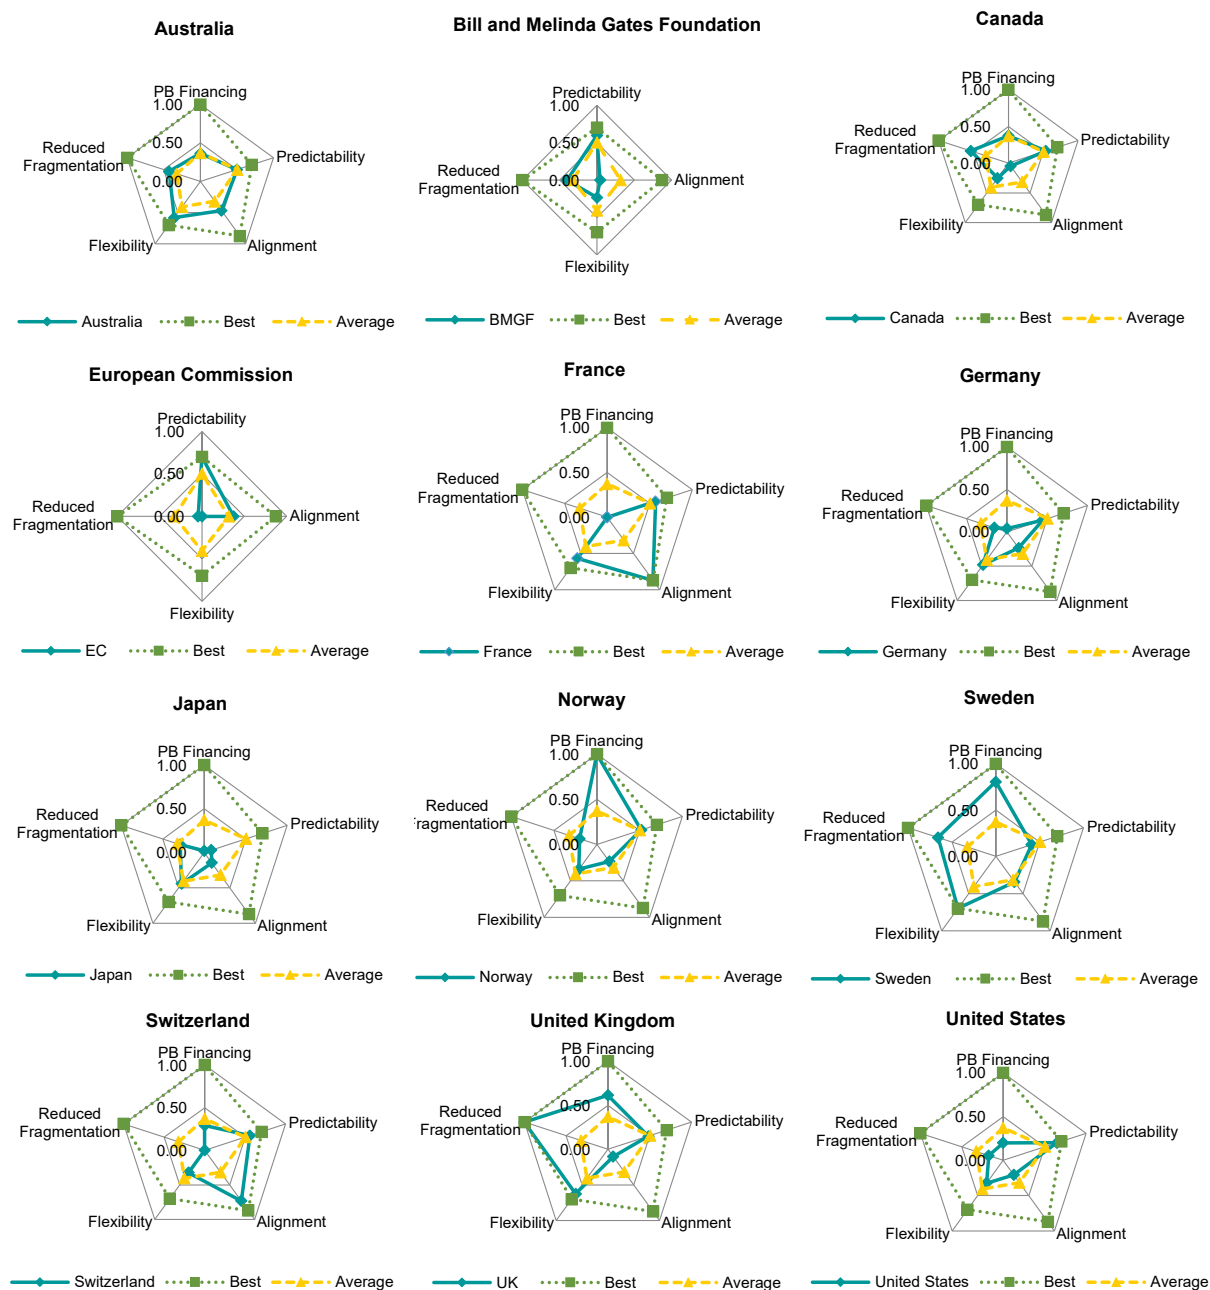 Australia
PB Financing
1.00
0.50
0.00
Predictability
Alignment
Flexibility
Reduced
Fragmentation
Australia Best Average
Bill and Melinda Gates Foundation
Predictability
1.00
0.50
0.00
Alignment
Flexibility
Reduced
Fragmentation
BMGF Best Average
Canada
PB Financing
1.00
0.50
0.00
Predictability
Alignment
Flexibility
Reduced
Fragmentation
Canada Best Average
European Commission
Predictability
1.00
0.50
0.00
Alignment
Flexibility
Reduced
Fragmentation
EC Best Average
France
PB Financing
1.00
0.50
0.00
Predictability
Alignment
Flexibility
Reduced
Fragmentation
France Best Average
Germany
PB Financing
1.00
0.50
0.00
Predictability
Alignment
Flexibility
Reduced
Fragmentation
Germany Best Average
Japan
PB Financing
1.00
0.50
0.00
Predictability
Alignment
Flexibility
Reduced
Fragmentation
Japan Best Average
Norway
PB Financing
1.00
0.50
0.00
Predictability
Alignment
Flexibility
Reduced
Fragmentation
Norway Best Average
Sweden
PB Financing
1.00
0.50
0.00
Predictability
Alignment
Flexibility
Reduced
Fragmentation
Sweden Best Average
Switzerland
PB Financing
1.00
0.50
0.00
Predictability
Alignment
Flexibility
Reduced
Fragmentation
Switzerland Best Average
United Kingdom
PB Financing
1.00
0.50
0.00
Predictability
Alignment
Flexibility
Reduced
Fragmentation
UK Best Average
United States
PB Financing
1.00
0.50
0.00
Predictability
Alignment
Flexibility
Reduced
Fragmentation
United States Best Average